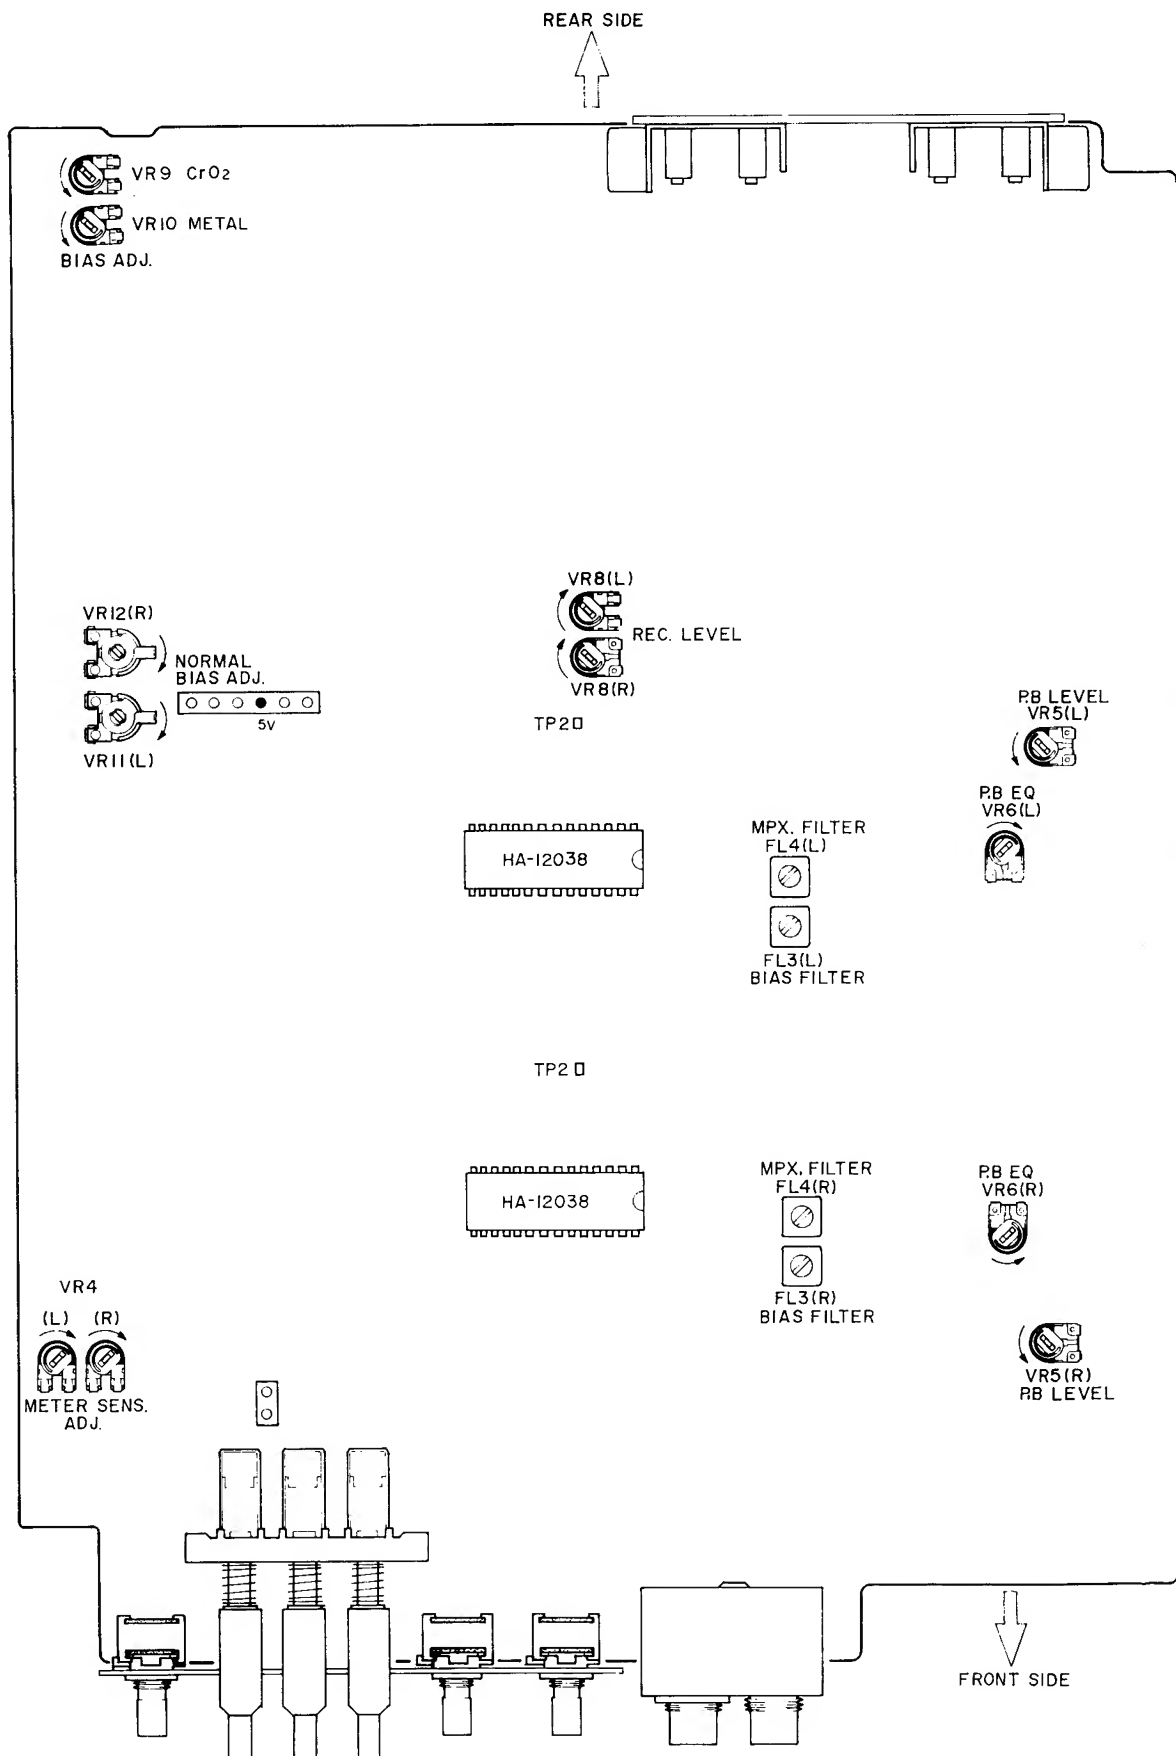 REAR SIDE
VR9 CrO2
VR10 METAL
BIAS ADJ.
VR8(L)
REC. LEVEL
VR8(R)
VR12(R)
NORMAL
BIAS ADJ.
5V
VR11(L)
TP2
P.B LEVEL
VR5(L)
P.B EQ
VR6(L)
HA-12038
MPX. FILTER
FL4(L)
FL3(L)
BIAS FILTER
TP2
HA-12038
MPX. FILTER
FL4(R)
FL3(R)
BIAS FILTER
P.B EQ
VR6(R)
VR5(R)
P.B LEVEL
VR4
(L) (R)
METER SENS.
ADJ.
FRONT SIDE